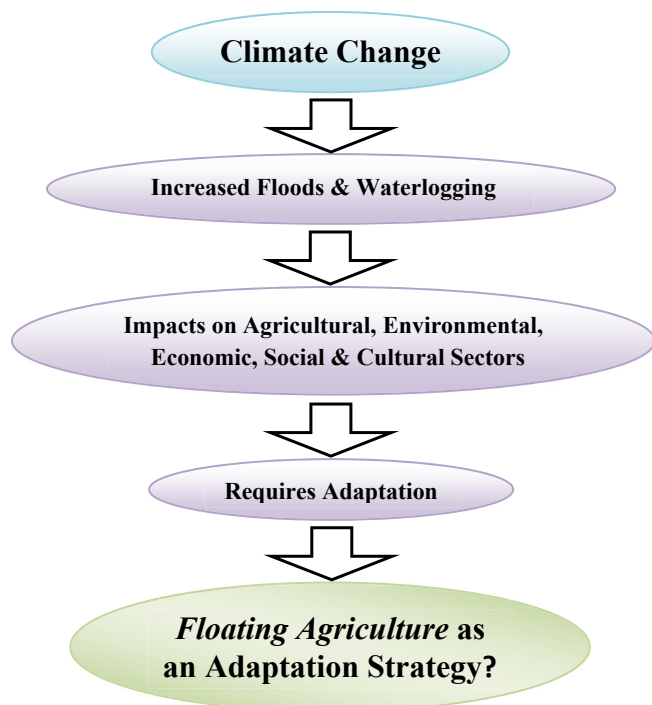 Climate Change
Increased Floods & Waterlogging
Impacts on Agricultural, Environmental,
Economic, Social & Cultural Sectors
Requires Adaptation
Floating Agriculture as
an Adaptation Strategy?